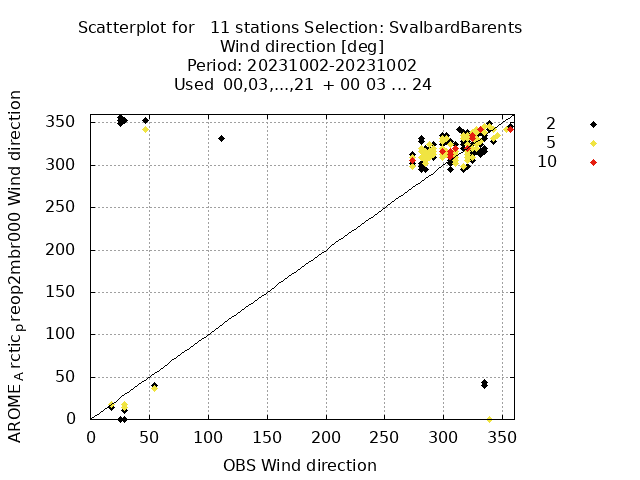 Scatterplot for   11 stations Selection: SvalbardBarents
Wind direction [deg]
Period: 20231002-20231002
Used  00,03,...,21  + 00 03 ... 24
AROME_Arctic_preop2mbr000 Wind direction
350
300
250
200
150
100
50
0
0 50 100 150 200 250 300 350
OBS Wind direction
2
5
10